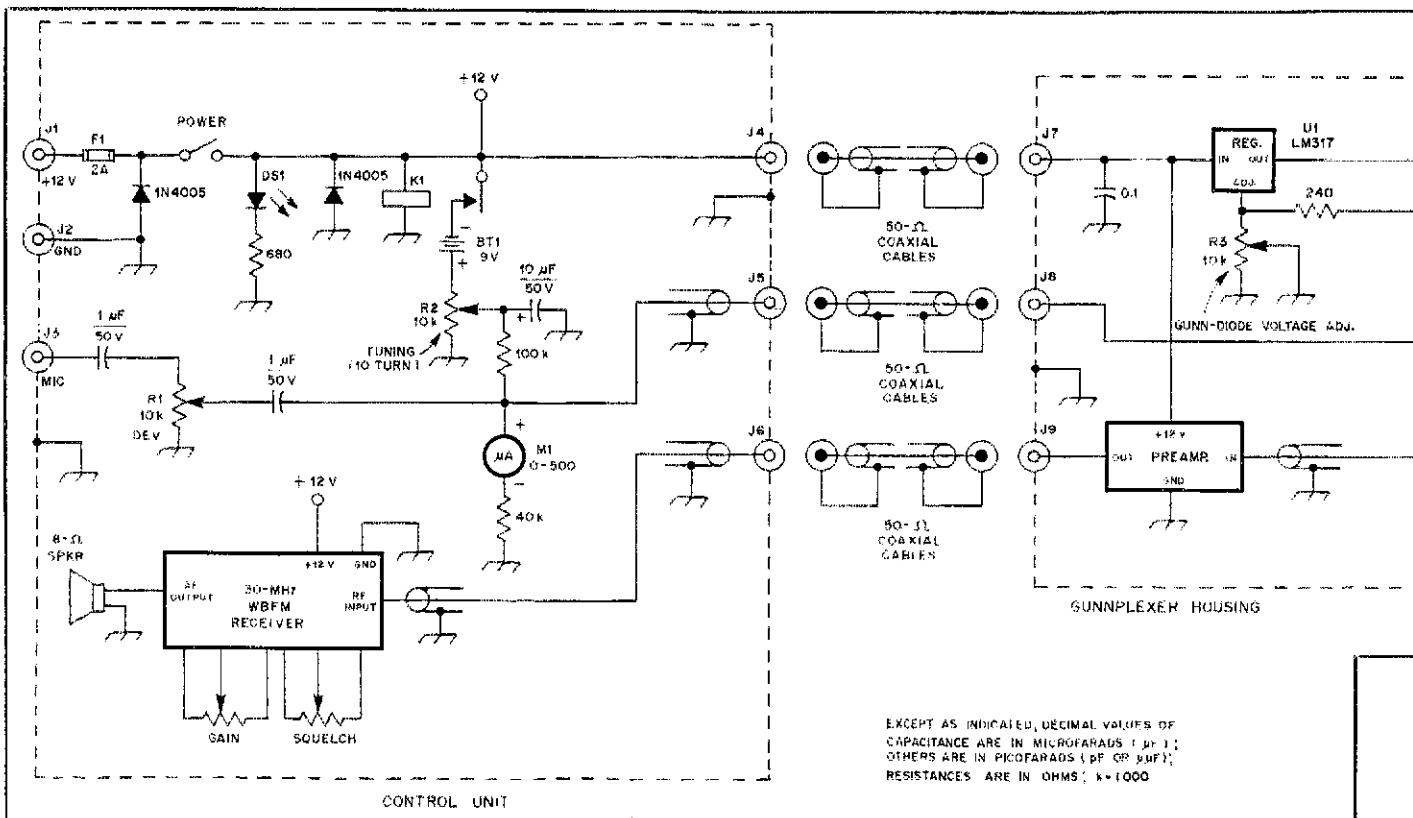 +12 V
J1
F1
2A
+12 V
POWER
1N4005
J2
GND
DS1
680
1N4005
K1
BT1
9V
10 µF
50 V
R2
10 k
TUNING
(10 TURN)
100k
J4
J5
J3
1 µF
50 V
MIC
R1
10k
DEV
1 µF
50 V
µA
M1
0-500
40k
J6
+12 V
8-Ω
SPKR
AF
OUTPUT
+12 V
GND
30-MHz
WBFM
RECEIVER
RF
INPUT
GAIN
SQUELCH
CONTROL UNIT
50-Ω
COAXIAL
CABLES
50-Ω
COAXIAL
CABLES
50-Ω
COAXIAL
CABLES
J7
0.1
U1
LM317
REG.
IN
OUT
ADJ.
240
R3
10k
J8
GUNN-DIODE VOLTAGE ADJ.
J9
+12 V
OUT
PREAMP.
IN
GND
GUNNPLEXER HOUSING
EXCEPT AS INDICATED, DECIMAL VALUES OF
CAPACITANCE ARE IN MICROFARADS ( µF );
OTHERS ARE IN PICOFARADS ( pF OR µµF);
RESISTANCES ARE IN OHMS; k=1000